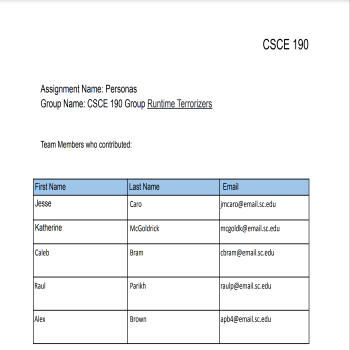 CSCE 190
Assignment Name: Personas
Group Name: CSCE 190 Group Runtime Terrorizers
Team Members who contributed:
First Name Last Name Email
Jesse Caro jmcaro@email.sc.edu
Katherine McGoldrick mcgoldk@email.sc.edu
Caleb Bram cbram@email.sc.edu
Raul Parikh raulp@email.sc.edu
Alex Brown apb4@email.sc.edu